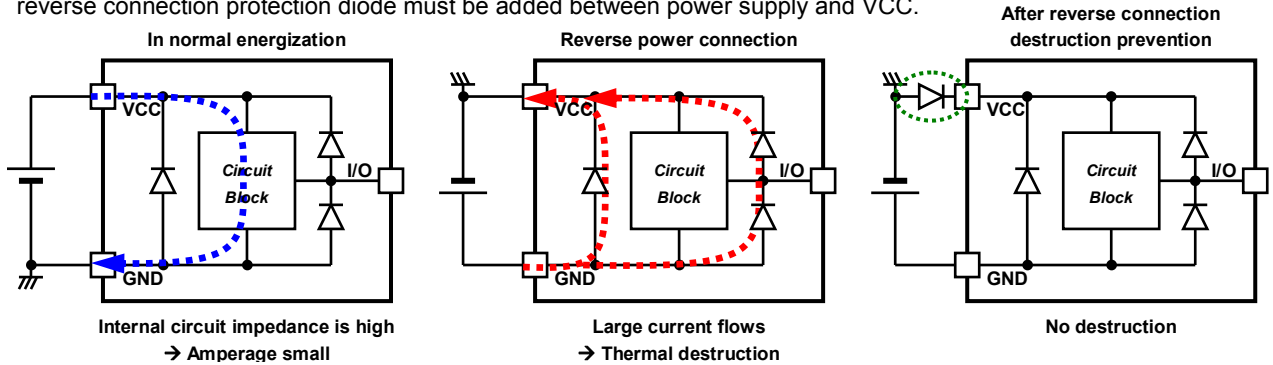 reverse connection protection diode must be added between power supply and VCC.
In normal energization
VCC
Circuit
Block
I/O
GND
Internal circuit impedance is high
→ Amperage small
Reverse power connection
VCC
Circuit
Block
I/O
GND
Large current flows
→ Thermal destruction
After reverse connection
destruction prevention
VCC
Circuit
Block
I/O
GND
No destruction